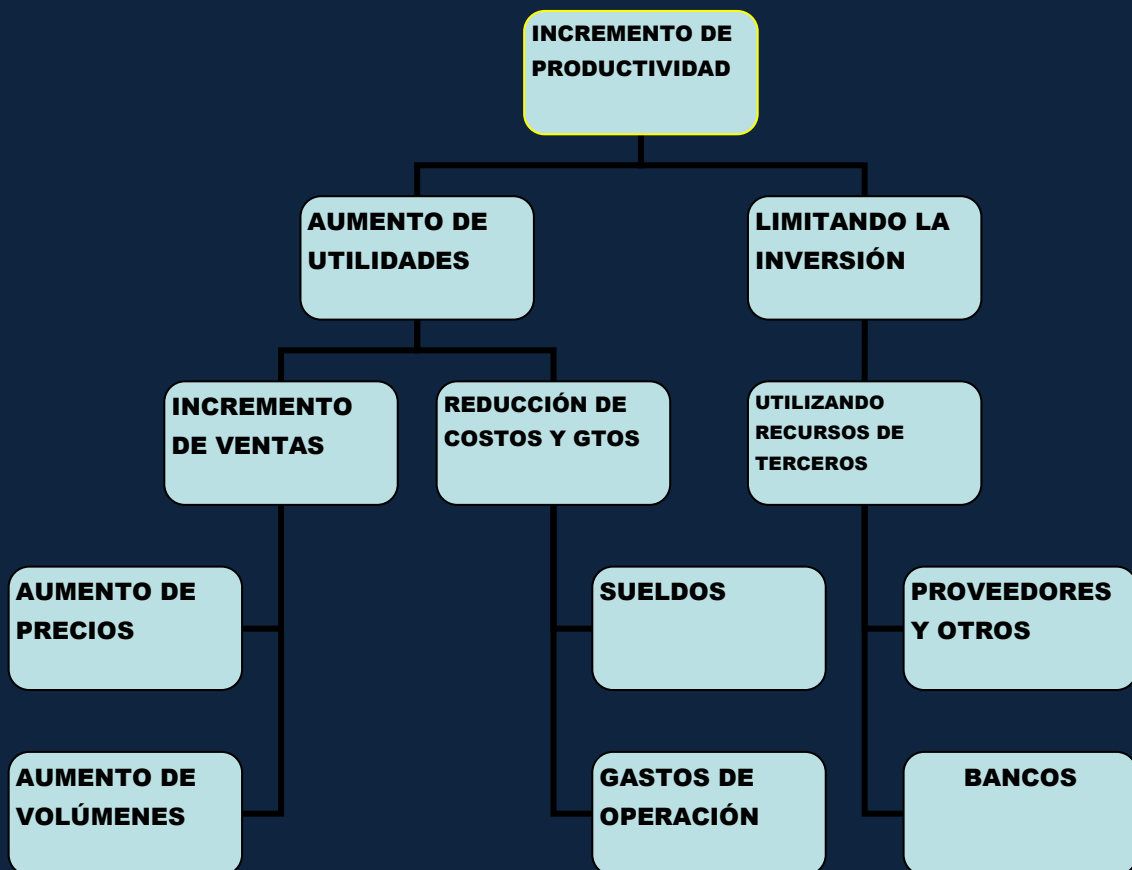 INCREMENTO DE
PRODUCTIVIDAD
AUMENTO DE
UTILIDADES
LIMITANDO LA
INVERSIÓN
INCREMENTO
DE VENTAS
REDUCCIÓN DE
COSTOS Y GTOS
UTILIZANDO
RECURSOS DE
TERCEROS
AUMENTO DE
PRECIOS
SUELDOS
PROVEEDORES
Y OTROS
AUMENTO DE
VOLÚMENES
GASTOS DE
OPERACIÓN
BANCOS